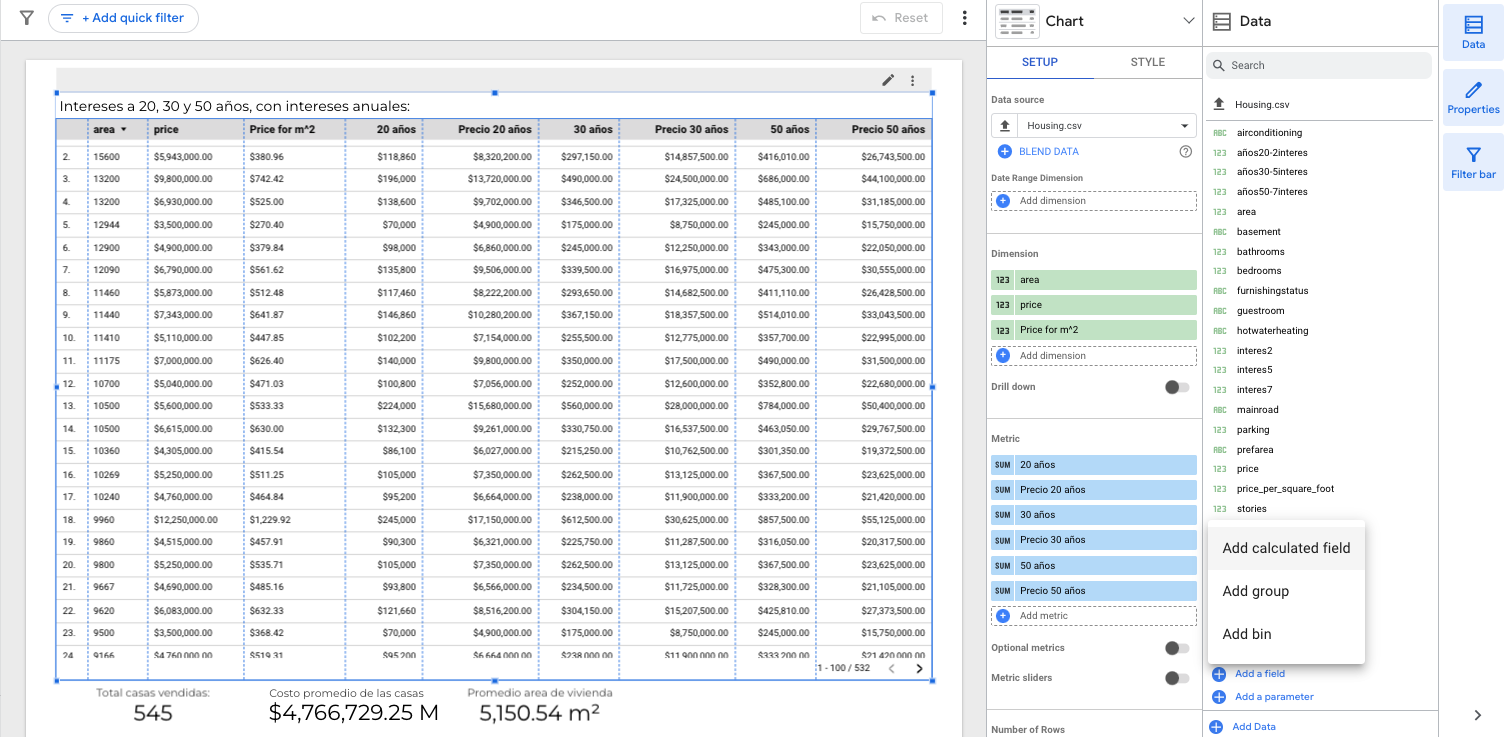 + Add quick filter
Reset
Intereses a 20, 30 y 50 años, con intereses anuales:
area price Price for m^2 20 años Precio 20 años 30 años Precio 30 años 50 años Precio 50 años
2. 15600 $5,943,000.00 $380.96 $118,860 $8,320,200.00 $297,150.00 $14,857,500.00 $416,010.00 $26,743,500.00
3. 13200 $9,800,000.00 $742.42 $196,000 $13,720,000.00 $490,000.00 $24,500,000.00 $686,000.00 $44,100,000.00
4. 13200 $6,930,000.00 $525.00 $138,600 $9,702,000.00 $346,500.00 $17,325,000.00 $485,100.00 $31,185,000.00
5. 12944 $3,500,000.00 $270.40 $70,000 $4,900,000.00 $175,000.00 $8,750,000.00 $245,000.00 $15,750,000.00
6. 12900 $4,900,000.00 $379.84 $98,000 $6,860,000.00 $245,000.00 $12,250,000.00 $343,000.00 $22,050,000.00
7. 12090 $6,790,000.00 $561.62 $135,800 $9,506,000.00 $339,500.00 $16,975,000.00 $475,300.00 $30,555,000.00
8. 11460 $5,873,000.00 $512.48 $117,460 $8,222,200.00 $293,650.00 $14,682,500.00 $411,110.00 $26,428,500.00
9. 11440 $7,343,000.00 $641.87 $146,860 $10,280,200.00 $367,150.00 $18,357,500.00 $514,010.00 $33,043,500.00
10. 11410 $5,110,000.00 $447.85 $102,200 $7,154,000.00 $255,500.00 $12,775,000.00 $357,700.00 $22,995,000.00
11. 11175 $7,000,000.00 $626.40 $140,000 $9,800,000.00 $350,000.00 $17,500,000.00 $490,000.00 $31,500,000.00
12. 10700 $5,040,000.00 $471.03 $100,800 $7,056,000.00 $252,000.00 $12,600,000.00 $352,800.00 $22,680,000.00
13. 10500 $5,600,000.00 $533.33 $224,000 $15,680,000.00 $560,000.00 $28,000,000.00 $784,000.00 $50,400,000.00
14. 10500 $6,615,000.00 $630.00 $132,300 $9,261,000.00 $330,750.00 $16,537,500.00 $463,050.00 $29,767,500.00
15. 10360 $4,305,000.00 $415.54 $86,100 $6,027,000.00 $215,250.00 $10,762,500.00 $301,350.00 $19,372,500.00
16. 10269 $5,250,000.00 $511.25 $105,000 $7,350,000.00 $262,500.00 $13,125,000.00 $367,500.00 $23,625,000.00
17. 10240 $4,760,000.00 $464.84 $95,200 $6,664,000.00 $238,000.00 $11,900,000.00 $333,200.00 $21,420,000.00
18. 9960 $12,250,000.00 $1,229.92 $245,000 $17,150,000.00 $612,500.00 $30,625,000.00 $857,500.00 $55,125,000.00
19. 9860 $4,515,000.00 $457.91 $90,300 $6,321,000.00 $225,750.00 $11,287,500.00 $316,050.00 $20,317,500.00
20. 9800 $5,250,000.00 $535.71 $105,000 $7,350,000.00 $262,500.00 $13,125,000.00 $367,500.00 $23,625,000.00
21. 9667 $4,690,000.00 $485.16 $93,800 $6,566,000.00 $234,500.00 $11,725,000.00 $328,300.00 $21,105,000.00
22. 9620 $6,083,000.00 $632.33 $121,660 $8,516,200.00 $304,150.00 $15,207,500.00 $425,810.00 $27,373,500.00
23. 9500 $3,500,000.00 $368.42 $70,000 $4,900,000.00 $175,000.00 $8,750,000.00 $245,000.00 $15,750,000.00
24. 9166 $4,760,000.00 $519.31 $95,200 $6,664,000.00 $238,000.00 $11,900,000.00 $333,200.00 $21,420,000.00
1 - 100 / 532
Total casas vendidas:
545
Costo promedio de las casas
$4,766,729.25 M
Promedio area de vivienda
5,150.54 m²
Chart
SETUP STYLE
Data source
Housing.csv
BLEND DATA
Date Range Dimension
Add dimension
Dimension
123 area
123 price
123 Price for m^2
Add dimension
Drill down
Metric
SUM 20 años
SUM Precio 20 años
SUM 30 años
SUM Precio 30 años
SUM 50 años
SUM Precio 50 años
Add metric
Optional metrics
Metric sliders
Number of Rows
Data
Search
Housing.csv
ABC airconditioning
123 años20-2interes
123 años30-5interes
123 años50-7interes
123 area
ABC basement
123 bathrooms
123 bedrooms
ABC furnishingstatus
ABC guestroom
ABC hotwaterheating
123 interes2
123 interes5
123 interes7
ABC mainroad
123 parking
ABC prefarea
123 price
123 price_per_square_foot
123 stories
Add calculated field
Add group
Add bin
Add a field
Add a parameter
Add Data
Data
Properties
Filter bar